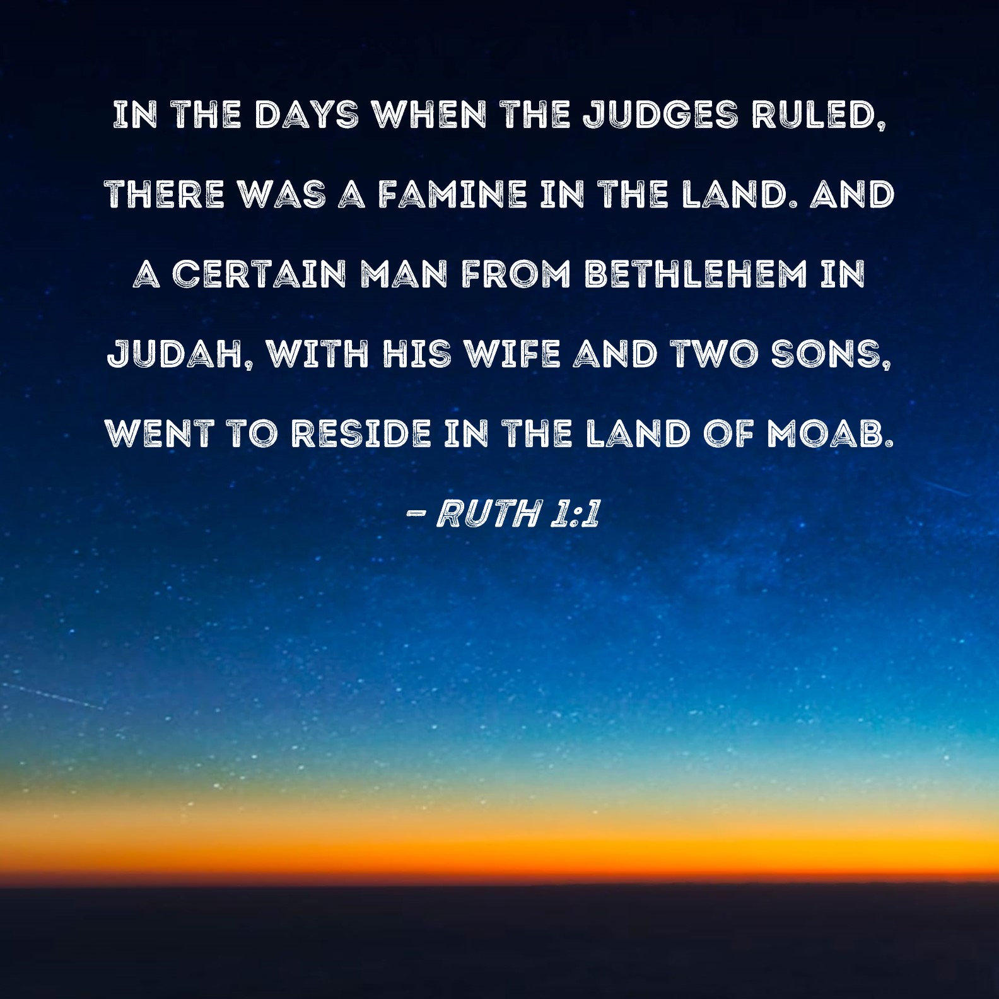 IN THE DAYS WHEN THE JUDGES RULED,
THERE WAS A FAMINE IN THE LAND. AND
A CERTAIN MAN FROM BETHLEHEM IN
JUDAH, WITH HIS WIFE AND TWO SONS,
WENT TO RESIDE IN THE LAND OF MOAB.
– RUTH 1:1